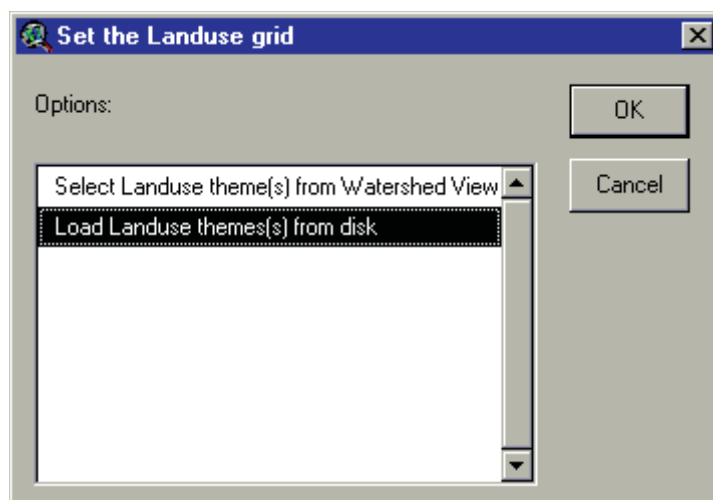 Set the Landuse grid
Options:
OK
Select Landuse theme(s) from Watershed View
Cancel
Load Landuse themes(s) from disk